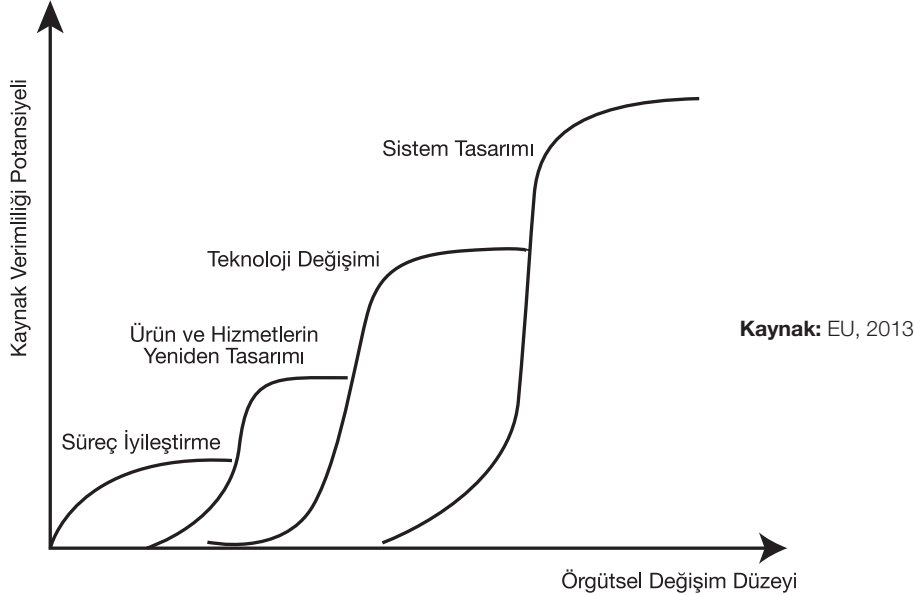 Kaynak Verimliliği Potansiyeli
Sistem Tasarımı
Teknoloji Değişimi
Ürün ve Hizmetlerin
Yeniden Tasarımı
Süreç İyileştirme
Kaynak: EU, 2013
Örgütsel Değişim Düzeyi